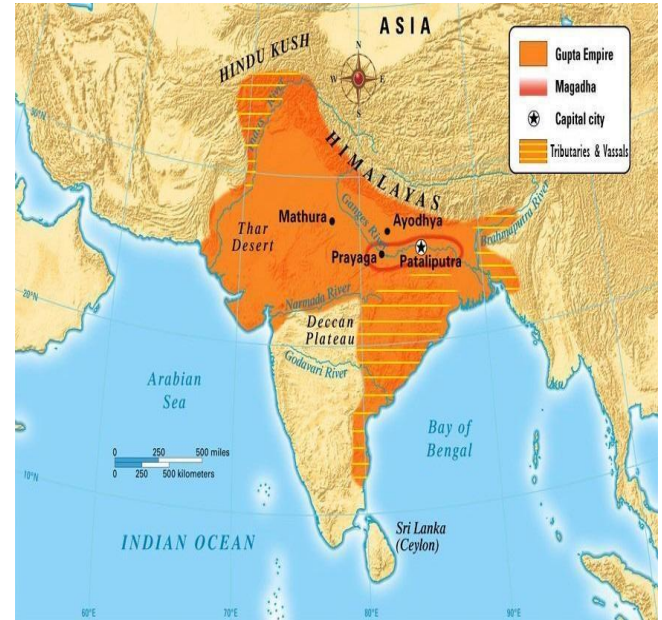 ASIA
HINDU KUSH
N
W
E
S
Gupta Empire
Magadha
Capital city
Tributaries & Vassals
HIMALAYAS
Mathura
Ganges River
Ayodhya
Brahmaputra River
Thar
Desert
Prayaga
Pataliputra
20°N
Narmada River
Deccan
Plateau
Godavari River
Arabian
Sea
Bay of
Bengal
0 250 500 miles
0 250 500 kilometers
10°N
Sri Lanka
(Ceylon)
INDIAN OCEAN
60°E
70°E
80°E
90°E